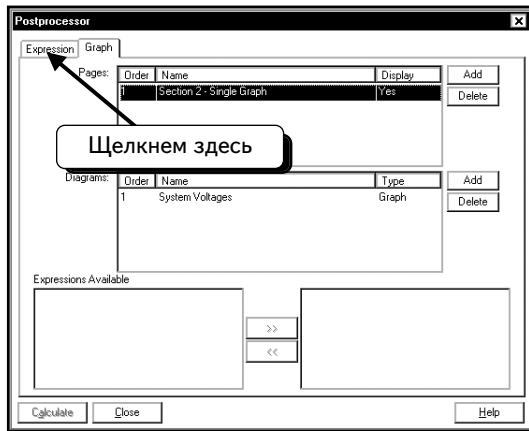 Postprocessor
Expression Graph
Pages: Order Name Display Add
1 Section 2 - Single Graph Yes Delete
Щелкнем здесь
Diagrams: Order Name Type Add
1 System Voltages Graph Delete
Expressions Available
>>
<<
Calculate Close Help